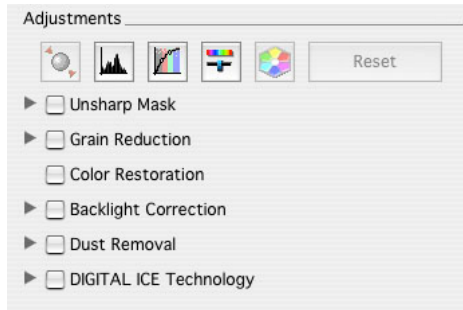 Adjustments
Reset
Unsharp Mask
Grain Reduction
Color Restoration
Backlight Correction
Dust Removal
DIGITAL ICE Technology